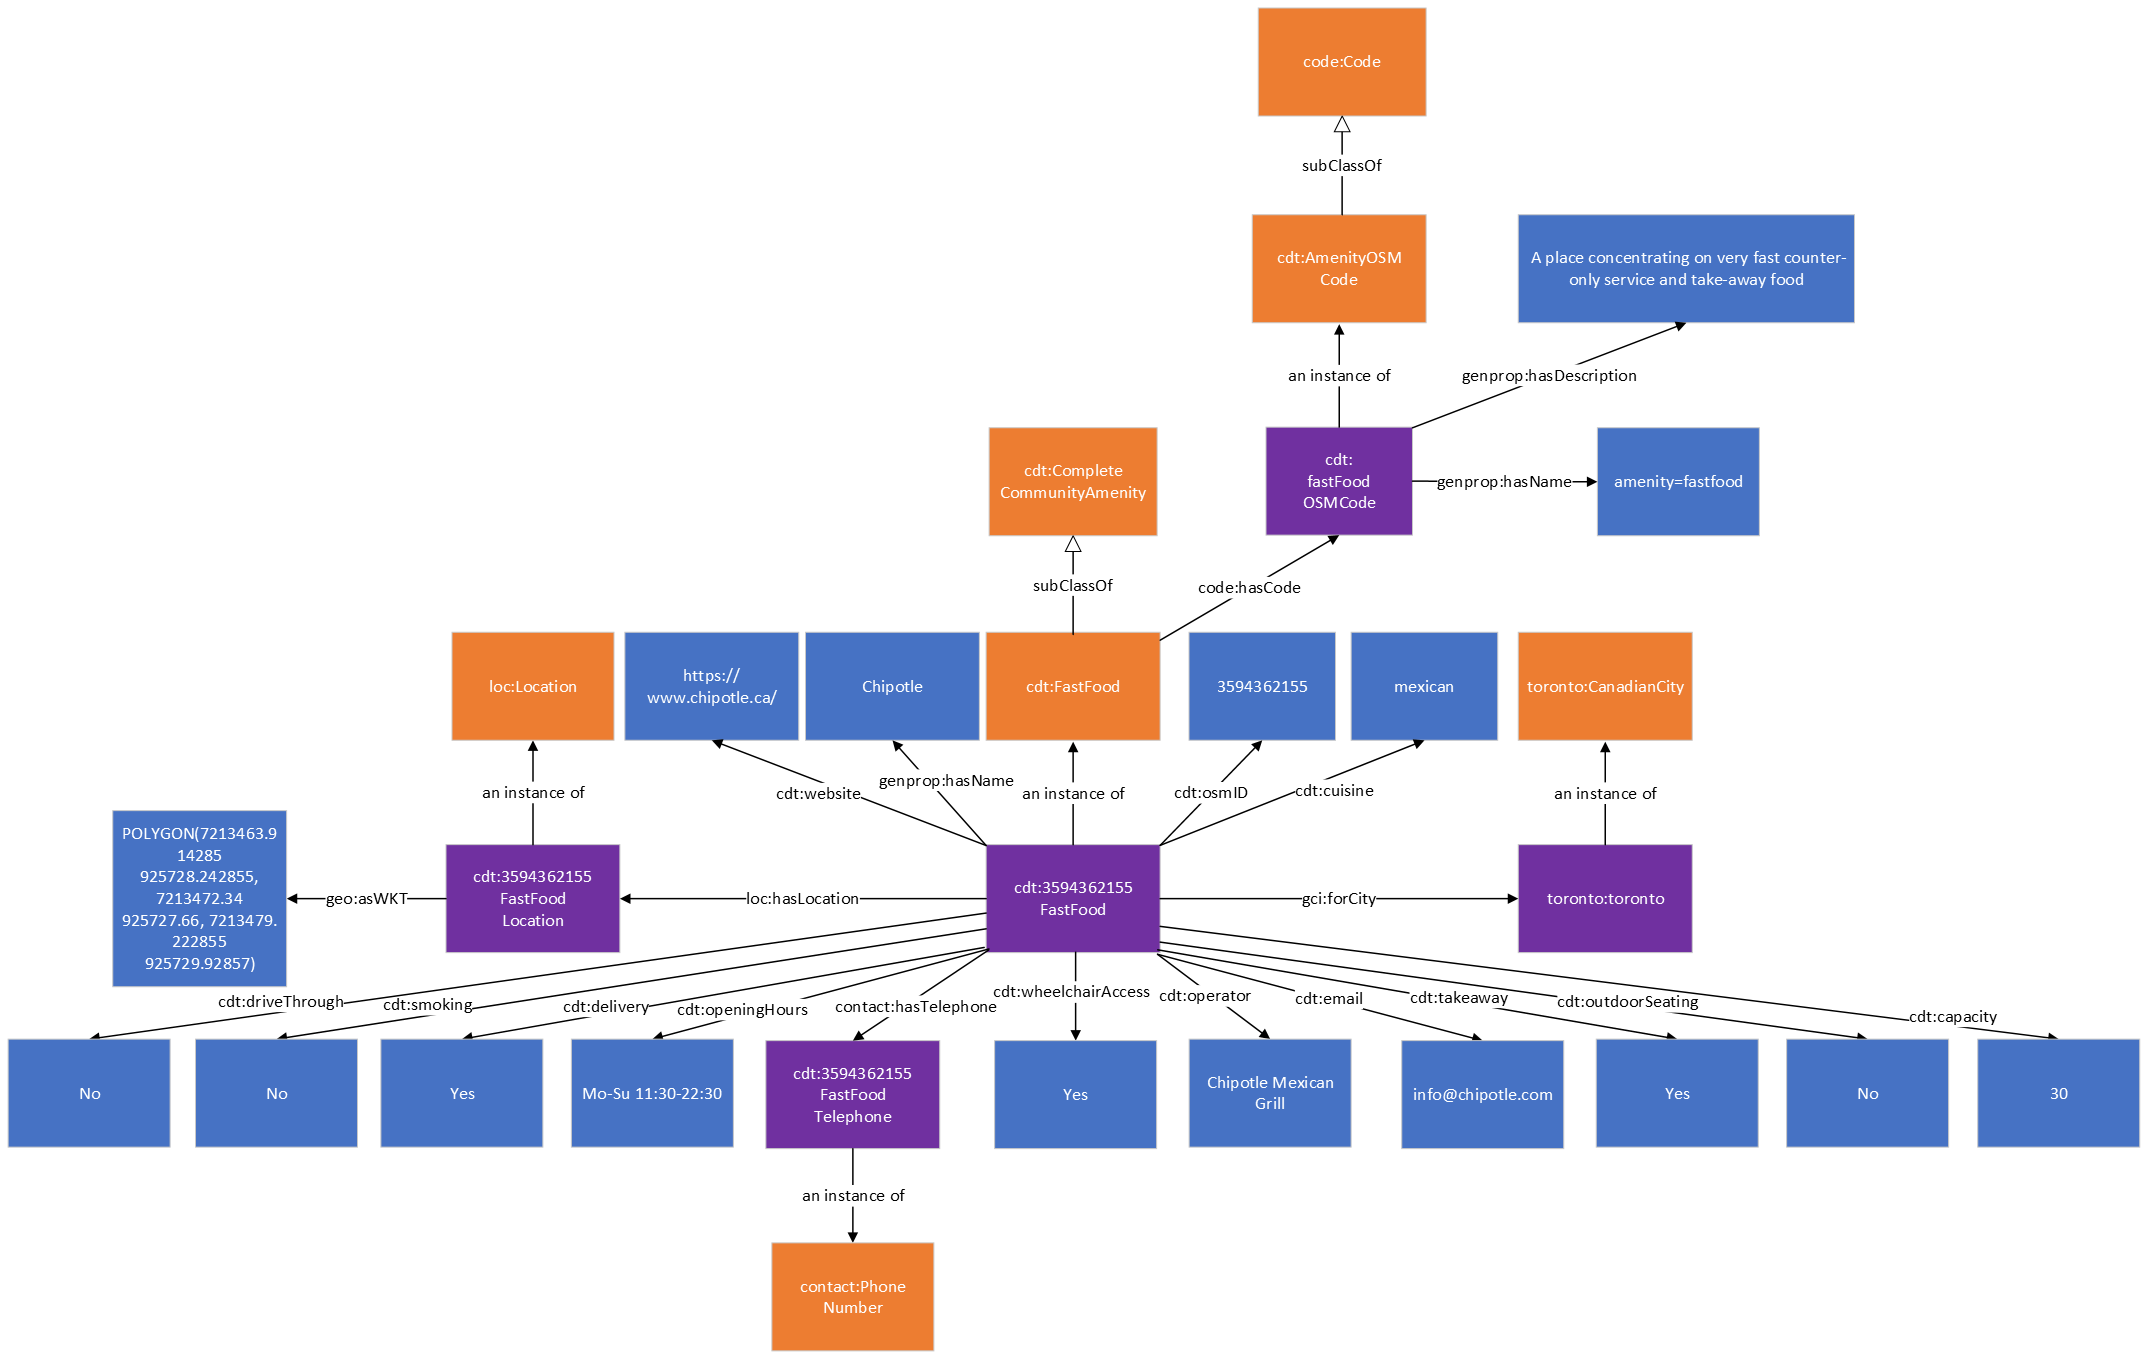 code:Code
subClassOf
cdt:AmenityOSM
Code
A place concentrating on very fast counter-
only service and take-away food
an instance of
genprop:hasDescription
cdt:Complete
CommunityAmenity
cdt:
fastFood
OSMCode
genprop:hasName
amenity=fastfood
subClassOf
code:hasCode
loc:Location
https://
www.chipotle.ca/
Chipotle
cdt:FastFood
3594362155
mexican
toronto:CanadianCity
an instance of
cdt:website
genprop:hasName
an instance of
cdt:osmID
cdt:cuisine
an instance of
POLYGON(7213463.9
14285
925728.242855,
7213472.34
925727.66, 7213479.
222855
925729.92857)
geo:asWKT
cdt:3594362155
FastFood
Location
loc:hasLocation
cdt:3594362155
FastFood
gci:forCity
toronto:toronto
cdt:driveThrough
cdt:smoking
cdt:delivery
cdt:openingHours
contact:hasTelephone
cdt:wheelchairAccess
cdt:operator
cdt:email
cdt:takeaway
cdt:outdoorSeating
cdt:capacity
No
No
Yes
Mo-Su 11:30-22:30
cdt:3594362155
FastFood
Telephone
Yes
Chipotle Mexican
Grill
info@chipotle.com
Yes
No
30
an instance of
contact:Phone
Number